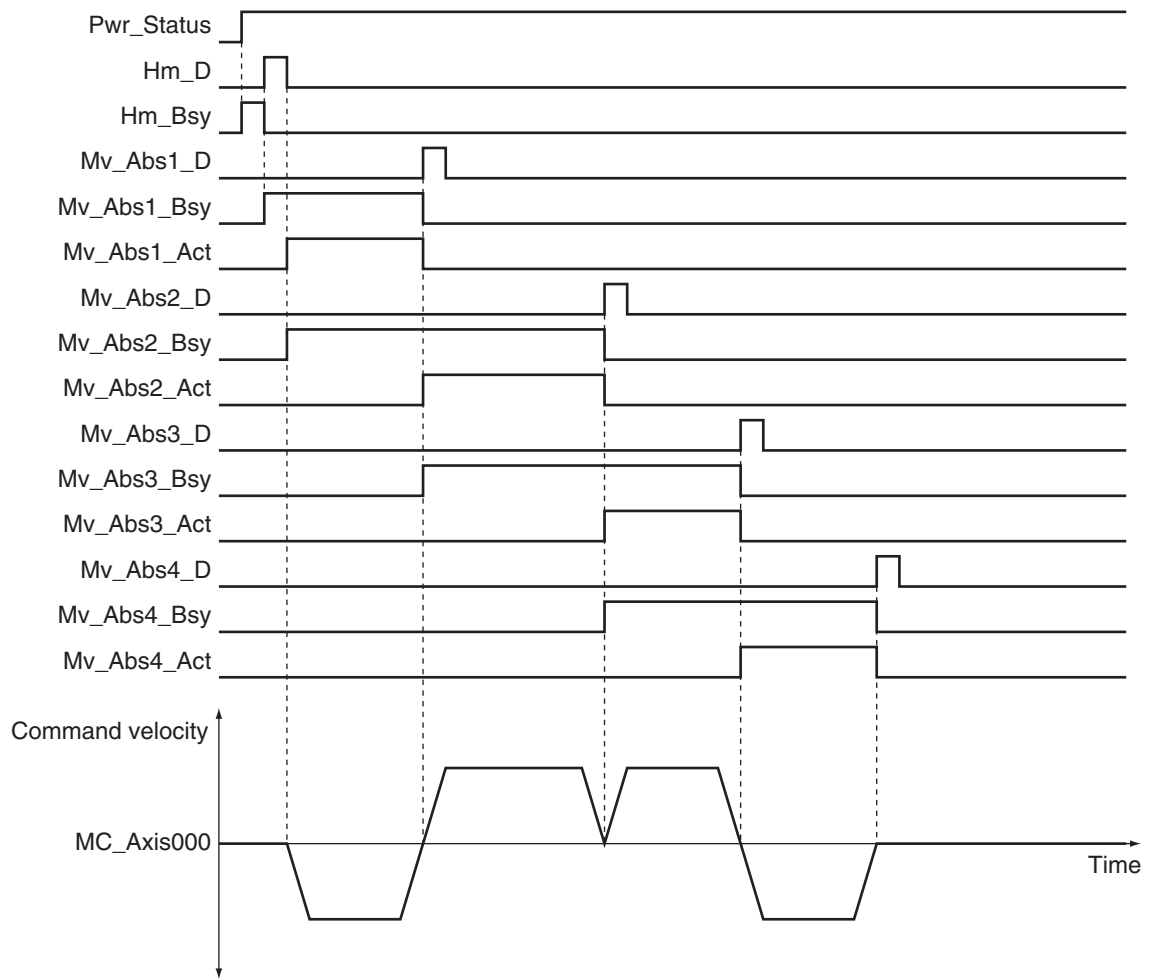 Pwr_Status
Hm_D
Hm_Bsy
Mv_Abs1_D
Mv_Abs1_Bsy
Mv_Abs1_Act
Mv_Abs2_D
Mv_Abs2_Bsy
Mv_Abs2_Act
Mv_Abs3_D
Mv_Abs3_Bsy
Mv_Abs3_Act
Mv_Abs4_D
Mv_Abs4_Bsy
Mv_Abs4_Act
Command velocity
MC_Axis000
Time